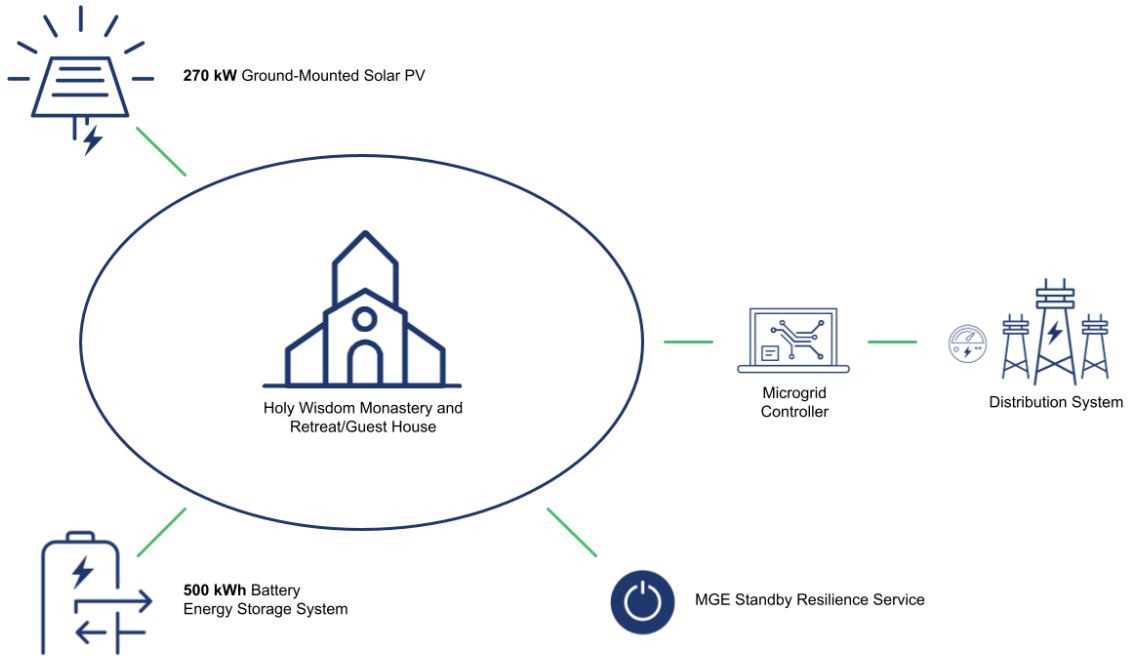 270 kW Ground-Mounted Solar PV
Holy Wisdom Monastery and
Retreat/Guest House
Microgrid
Controller
Distribution System
500 kWh Battery
Energy Storage System
MGE Standby Resilience Service